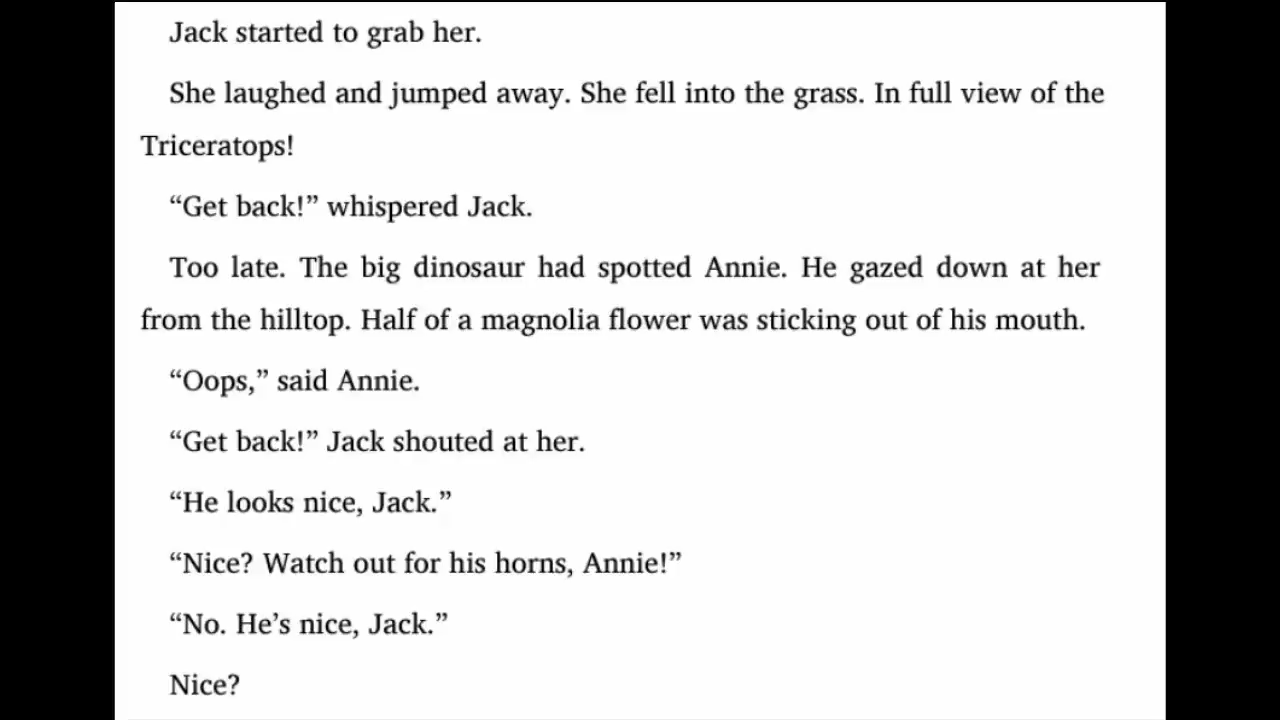 Jack started to grab her.
She laughed and jumped away. She fell into the grass. In full view of the
Triceratops!
“Get back!” whispered Jack.
Too late. The big dinosaur had spotted Annie. He gazed down at her
from the hilltop. Half of a magnolia flower was sticking out of his mouth.
“Oops,” said Annie.
“Get back!” Jack shouted at her.
“He looks nice, Jack.”
“Nice? Watch out for his horns, Annie!”
“No. He’s nice, Jack.”
Nice?